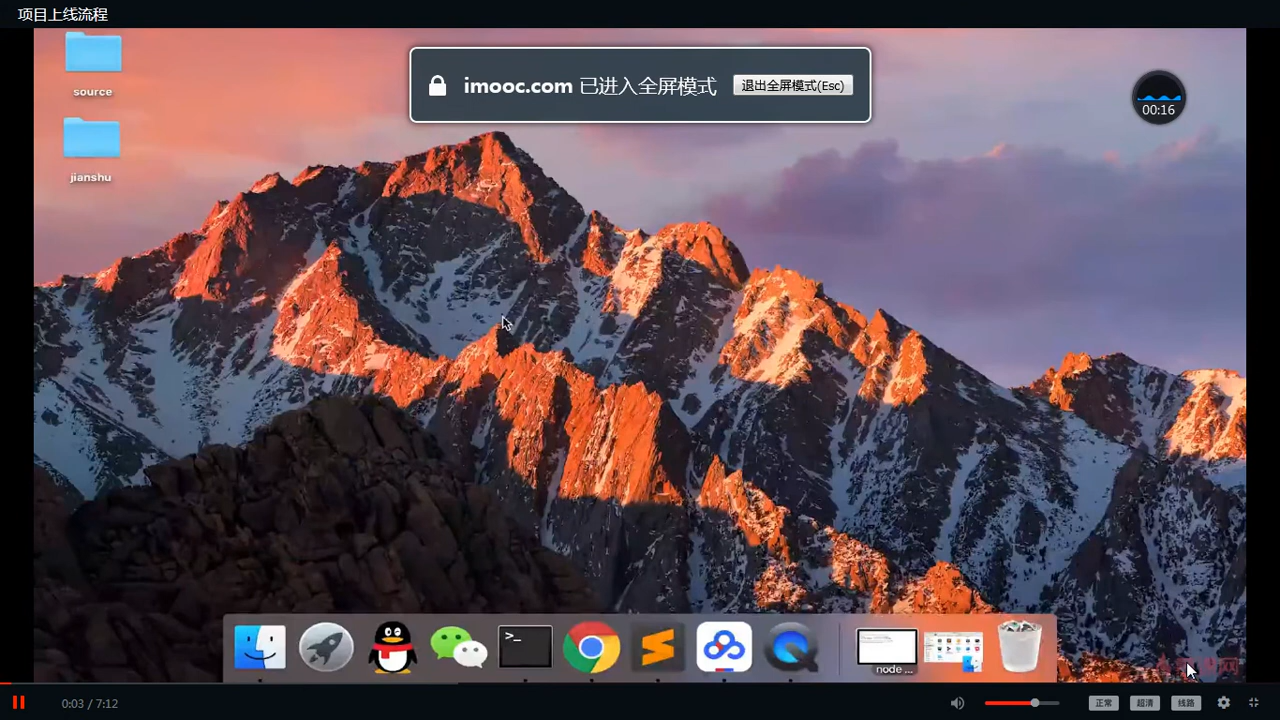 项目上线流程
source
imooc.com 已进入全屏模式 退出全屏模式(Esc)
00:16
jianshu
>_
node ...
0:03 / 7:12
正常 超清 线路